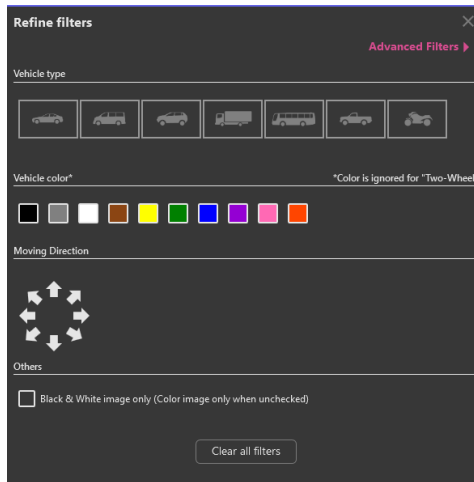 Refine filters
Advanced Filters
Vehicle type
Vehicle color* *Color is ignored for "Two-Wheel
Moving Direction
Others
Black & White image only (Color image only when unchecked)
Clear all filters